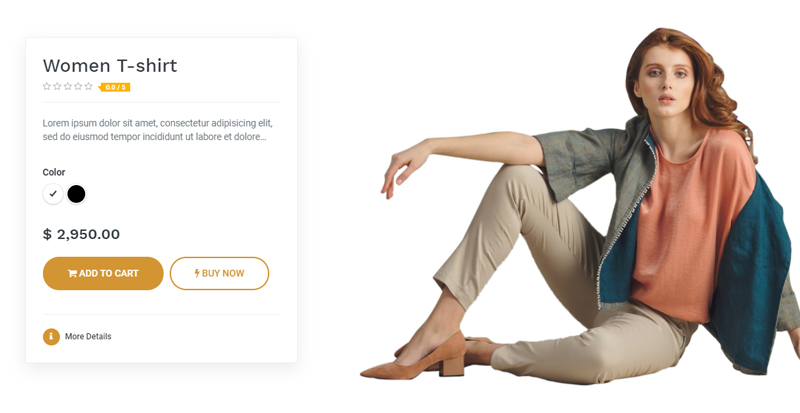 Women T-shirt
0.0 / 5
Lorem ipsum dolor sit amet, consectetur adipisicing elit,
sed do eiusmod tempor incididunt ut labore et dolore...
Color
$ 2,950.00
ADD TO CART
BUY NOW
More Details